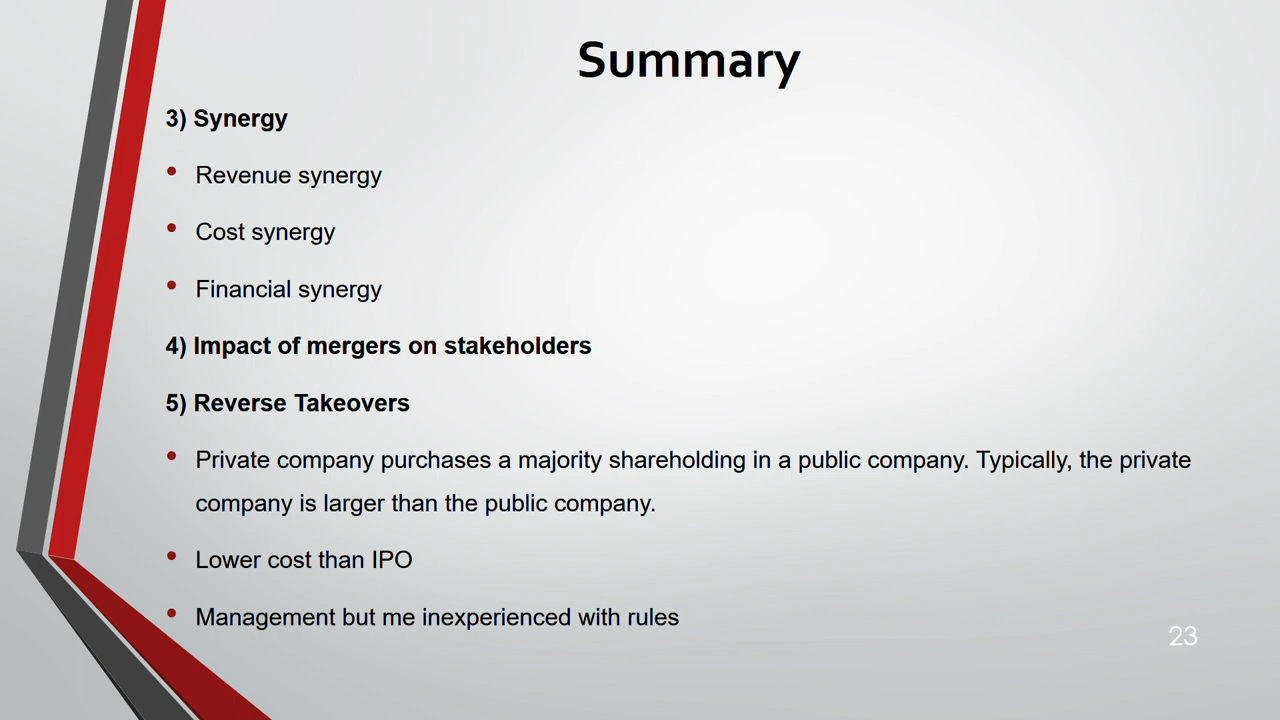 Summary
3) Synergy
• Revenue synergy
• Cost synergy
• Financial synergy
4) Impact of mergers on stakeholders
5) Reverse Takeovers
• Private company purchases a majority shareholding in a public company. Typically, the private
company is larger than the public company.
• Lower cost than IPO
• Management but me inexperienced with rules
23